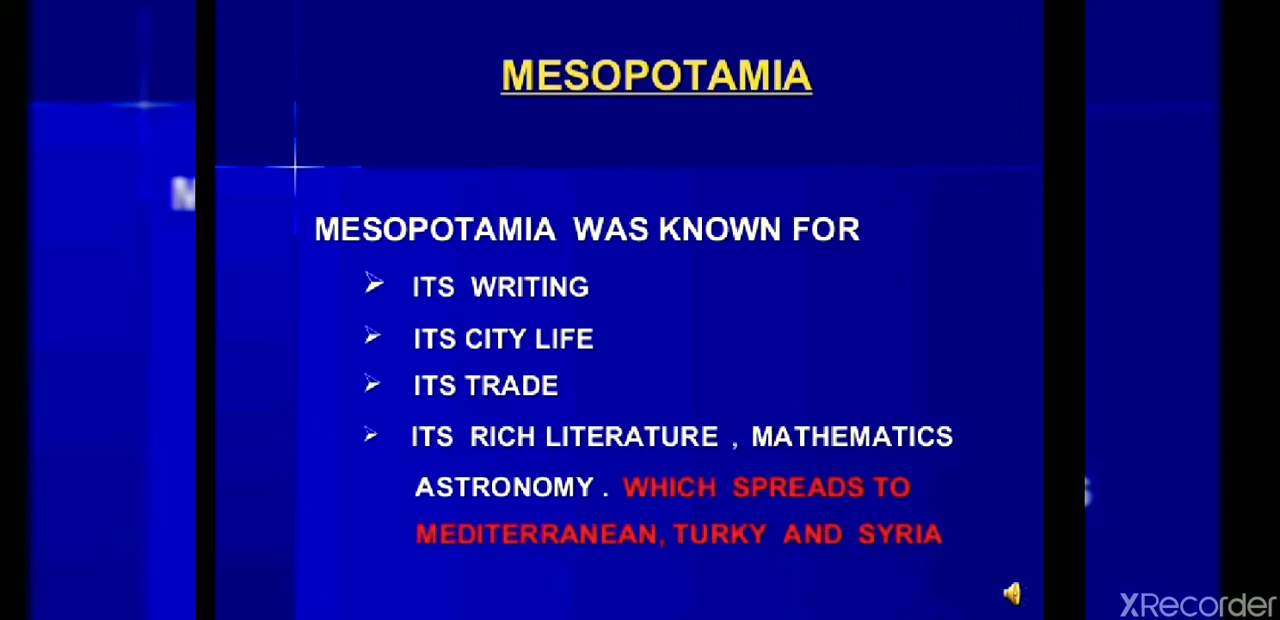 MESOPOTAMIA
MESOPOTAMIA WAS KNOWN FOR
ITS WRITING
ITS CITY LIFE
ITS TRADE
ITS RICH LITERATURE , MATHEMATICS
ASTRONOMY . WHICH SPREADS TO
MEDITERRANEAN, TURKY AND SYRIA
XRecorder